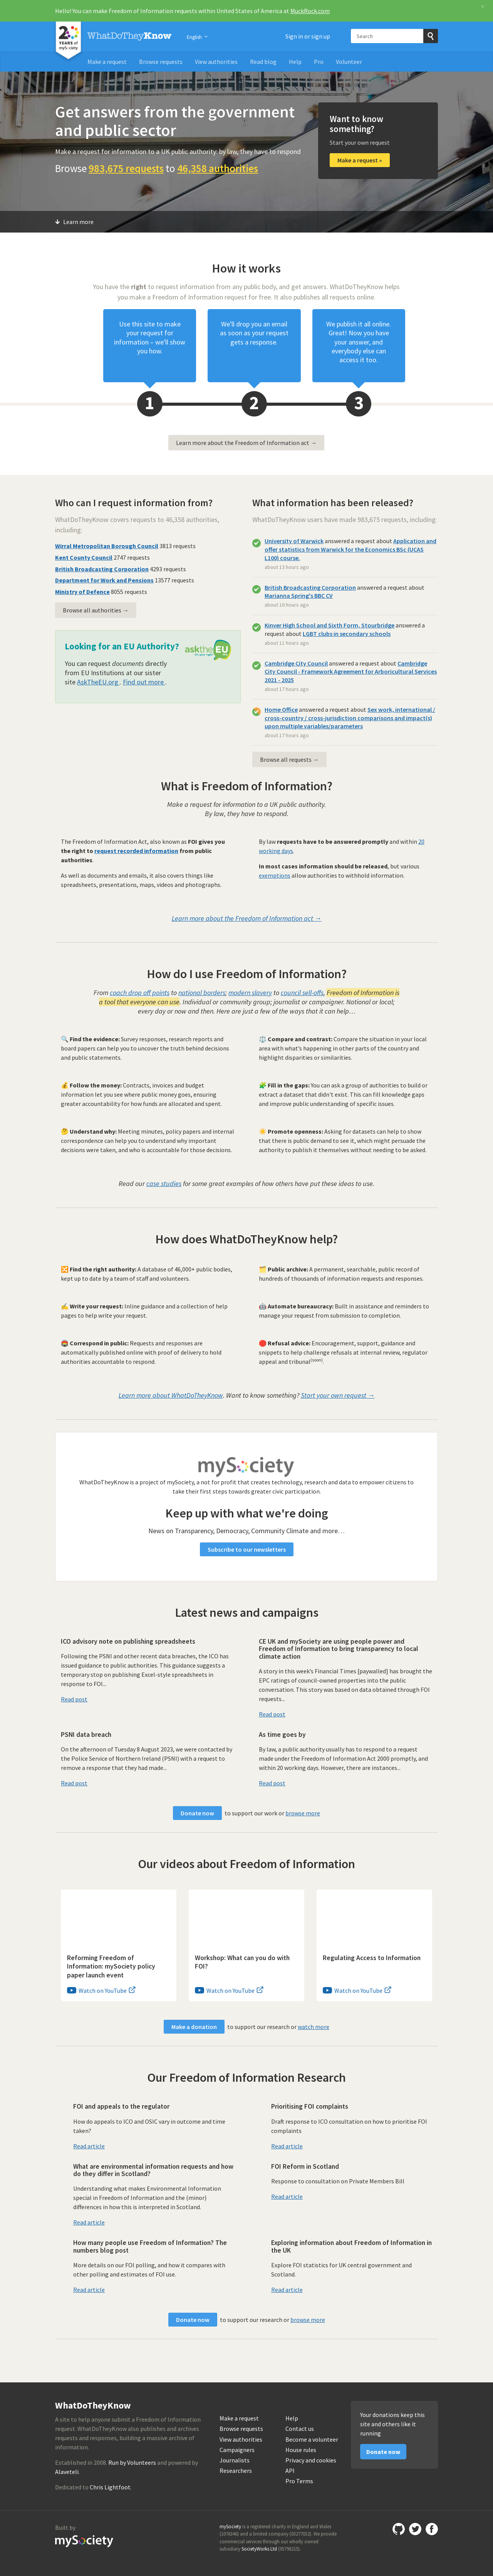 Hello! You can make Freedom of Information requests within United States of America at MuckRock.com
x
20 YEARS of my soc.ety
WhatDoTheyKnow
English
Sign in or sign up
Search
Make a request
Browse requests
View authorities
Read blog
Help
Pro
Volunteer
Get answers from the government
and public sector
Make a request for information to a UK public authority: by law, they have to respond
Browse 983,675 requests to 46,358 authorities
Want to know
something?
Start your own request
Make a request »
Learn more
How it works
You have the right to request information from any public body, and get answers. WhatDoTheyKnow helps
you make a Freedom of Information request for free. It also publishes all requests online.
Use this site to make
your request for
information – we'll show
you how.
We'll drop you an email
as soon as your request
gets a response.
We publish it all online.
Great! Now you have
your answer, and
everybody else can
access it too.
1
2
3
Learn more about the Freedom of Information act →
Who can I request information from?
WhatDoTheyKnow covers requests to 46,358 authorities,
including:
Wirral Metropolitan Borough Council 3813 requests
Kent County Council 2747 requests
British Broadcasting Corporation 4293 requests
Department for Work and Pensions 13577 requests
Ministry of Defence 8055 requests
Browse all authorities →
Looking for an EU Authority?
You can request documents directly
from EU Institutions at our sister
site AskTheEU.org . Find out more .
asktheEU
What information has been released?
WhatDoTheyKnow users have made 983,675 requests, including:
University of Warwick answered a request about Application and
offer statistics from Warwick for the Economics BSc (UCAS
L100) course.
about 13 hours ago
British Broadcasting Corporation answered a request about
Marianna Spring's BBC CV
about 16 hours ago
Kinver High School and Sixth Form, Stourbridge answered a
request about LGBT clubs in secondary schools
about 11 hours ago
Cambridge City Council answered a request about Cambridge
City Council - Framework Agreement for Arboricultural Services
2021 - 2025
about 17 hours ago
Home Office answered a request about Sex work, international /
cross-country / cross-jurisdiction comparisons and impact(s)
upon multiple variables/parameters
about 17 hours ago
Browse all requests →
What is Freedom of Information?
Make a request for information to a UK public authority.
By law, they have to respond.
The Freedom of Information Act, also known as FOI gives you
the right to request recorded information from public
authorities.
As well as documents and emails, it also covers things like
spreadsheets, presentations, maps, videos and photographs.
By law requests have to be answered promptly and within 20
working days.
In most cases information should be released, but various
exemptions allow authorities to withhold information.
Learn more about the Freedom of Information act →
How do I use Freedom of Information?
From coach drop off points to national borders; modern slavery to council sell-offs, Freedom of Information is
a tool that everyone can use. Individual or community group; journalist or campaigner. National or local;
every day or now and then. Here are just a few of the ways that it can help…
Find the evidence: Survey responses, research reports and
board papers can help you to uncover the truth behind decisions
and public statements.
Compare and contrast: Compare the situation in your local
area with what's happening in other parts of the country and
highlight disparities or similarities.
Follow the money: Contracts, invoices and budget
information let you see where public money goes, ensuring
greater accountability for how funds are allocated and spent.
Fill in the gaps: You can ask a group of authorities to build or
extract a dataset that didn't exist. This can fill knowledge gaps
and improve public understanding of specific issues.
Understand why: Meeting minutes, policy papers and internal
correspondence can help you to understand why important
decisions were taken, and who is accountable for those decisions.
Promote openness: Asking for datasets can help to show
that there is public demand to see it, which might persuade the
authority to publish it themselves without needing to be asked.
Read our case studies for some great examples of how others have put these ideas to use.
How does WhatDoTheyKnow help?
Find the right authority: A database of 46,000+ public bodies,
kept up to date by a team of staff and volunteers.
Public archive: A permanent, searchable, public record of
hundreds of thousands of information requests and responses.
Write your request: Inline guidance and a collection of help
pages to help write your request.
Automate bureaucracy: Built in assistance and reminders to
manage your request from submission to completion.
Correspond in public: Requests and responses are
automatically published online with proof of delivery to hold
authorities accountable to respond.
Refusal advice: Encouragement, support, guidance and
snippets to help challenge refusals at internal review, regulator
appeal and tribunal(soon).
Learn more about WhatDoTheyKnow. Want to know something? Start your own request →
mySociety
WhatDoTheyKnow is a project of mySociety, a not for profit that creates technology, research and data to empower citizens to
take their first steps towards greater civic participation.
Keep up with what we're doing
News on Transparency, Democracy, Community Climate and more…
Subscribe to our newsletters
Latest news and campaigns
ICO advisory note on publishing spreadsheets
Following the PSNI and other recent data breaches, the ICO has
issued guidance to public authorities. This guidance suggests a
temporary stop on publishing Excel-style spreadsheets in
response to FOI...
Read post
CE UK and mySociety are using people power and
Freedom of Information to bring transparency to local
climate action
A story in this week's Financial Times [paywalled] has brought the
EPC ratings of council-owned properties into the public
conversation. This story was based on data obtained through FOI
requests...
Read post
PSNI data breach
On the afternoon of Tuesday 8 August 2023, we were contacted
by the Police Service of Northern Ireland (PSNI) with a request to
remove a response that they had made...
Read post
As time goes by
By law, a public authority usually has to respond to a request
made under the Freedom of Information Act 2000 promptly, and
within 20 working days. However, there are instances...
Read post
Donate now to support our work or browse more
Our videos about Freedom of Information
Reforming Freedom of
Information: mySociety policy
paper launch event
Watch on YouTube
Workshop: What can you do with
FOI?
Watch on YouTube
Regulating Access to Information
Watch on YouTube
Make a donation to support our research or watch more
Our Freedom of Information Research
FOI and appeals to the regulator
How do appeals to ICO and OSIC vary in outcome and time
taken?
Read article
Prioritising FOI complaints
Draft response to ICO consultation on how to prioritise FOI
complaints
Read article
What are environmental information requests and how
do they differ in Scotland?
Understanding what makes Environmental Information
special in Freedom of Information and the (minor)
differences in how this is interpreted in Scotland.
Read article
FOI Reform in Scotland
Response to consultation on Private Members Bill
Read article
How many people use Freedom of Information? The
numbers blog post
More details on our FOI polling, and how it compares with
other polling and estimates of FOI use.
Read article
Exploring information about Freedom of Information in
the UK
Explore FOI statistics for UK central government and
Scotland.
Read article
Donate now to support our research or browse more
WhatDoTheyKnow
A site to help anyone submit a Freedom of Information
request. WhatDoTheyKnow also publishes and archives
requests and responses, building a massive archive of
information.
Established in 2008. Run by Volunteers and powered by
Alaveteli.
Dedicated to Chris Lightfoot.
Make a request
Browse requests
View authorities
Campaigners
Journalists
Researchers
Help
Contact us
Become a volunteer
House rules
Privacy and cookies
API
Pro Terms
Your donations keep this
site and others like it
running
Donate now
Built by
mySociety
mySociety is a registered charity in England and Wales
(1076346) and a limited company (03277032). We provide
commercial services through our wholly owned
subsidiary SocietyWorks Ltd (05798215).